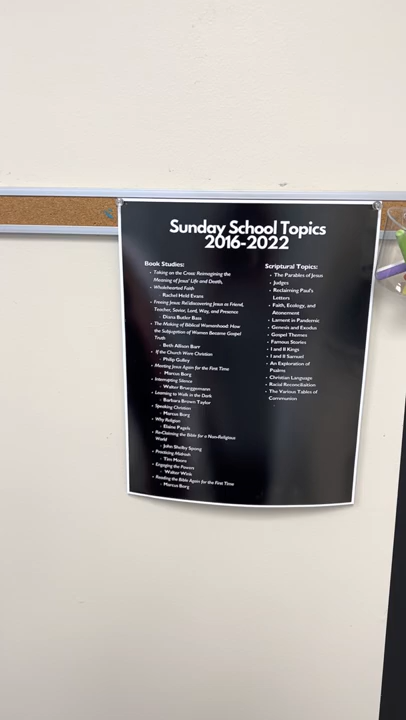 Sunday School Topics
2016-2022
Book Studies:
Taking on the Cross: Reimagining the
Meaning of Jesus' Life and Death,
Wholehearted Faith
Rachel Held Evans
Freeing Jesus: Rediscovering Jesus as Friend,
Teacher, Savior, Lord, Way, and Presence
Diana Butler Bass
The Making of Biblical Womanhood: How
the Subjugation of Women Became Gospel
Truth
Beth Allison Barr
If the Church Were Christian
Philip Gulley
Meeting Jesus Again for the First Time
Marcus Borg
Interrupting Silence
Walter Brueggemann
Learning to Walk in the Dark
Barbara Brown Taylor
Speaking Christian
Marcus Borg
Why Religion
Elaine Pagels
Re-Claiming the Bible for a Non-Religious
World
John Shelby Spong
Practicing Midrash
Tim Moore
Engaging the Powers
Walter Wink
Reading the Bible Again for the First Time
Marcus Borg
Scriptural Topics:
The Parables of Jesus
Judges
Reclaiming Paul's
Letters
Faith, Ecology, and
Atonement
Lament in Pandemic
Genesis and Exodus
Gospel Themes
Famous Stories
I and II Kings
I and II Samuel
An Exploration of
Psalms
Christian Language
Racial Reconciliation
The Various Tables of
Communion